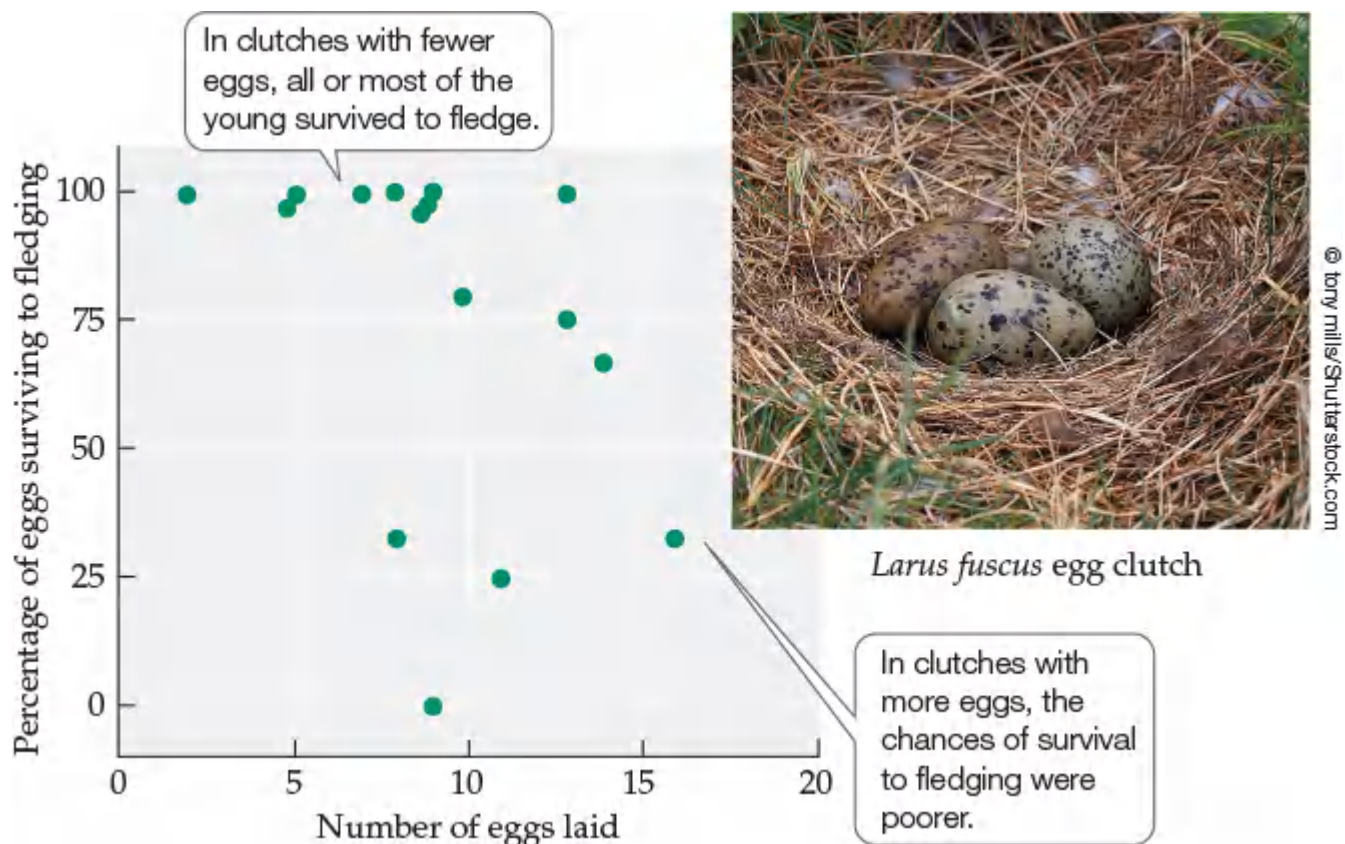 In clutches with fewer
eggs, all or most of the
young survived to fledge.
Percentage of eggs surviving to fledging
100
75
50
25
0
0
5
10
15
20
Number of eggs laid
© tony mills/Shutterstock.com
Larus fuscus egg clutch
In clutches with
more eggs, the
chances of survival
to fledging were
poorer.